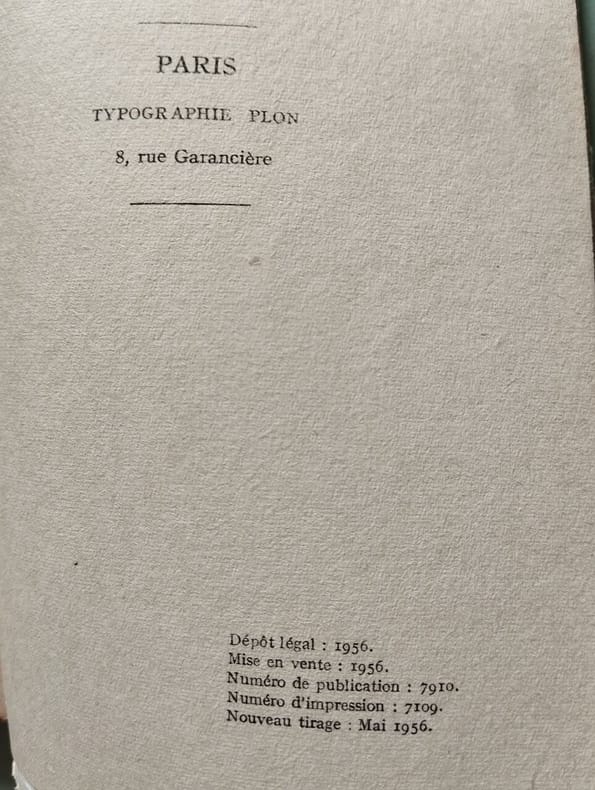 PARIS
TYPOGRAPHIE PLON
8, rue Garancière
Dépôt légal : 1956.
Mise en vente : 1956.
Numéro de publication : 7910.
Numéro d'impression : 7109.
Nouveau tirage : Mai 1956.